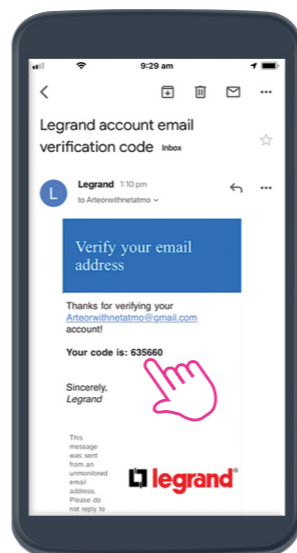 9:29 am
Legrand account email
verification code Inbox
L
Legrand 1:10 pm
to Arteorwithnetatmo
Verify your email
address
Thanks for verifying your
Arteorwithnetatmo@gmail.com
account!
Your code is: 635660
Sincerely,
Legrand
This
message
was sent
from an
unmonitored
email
address.
Please do
not reply to
legrand®